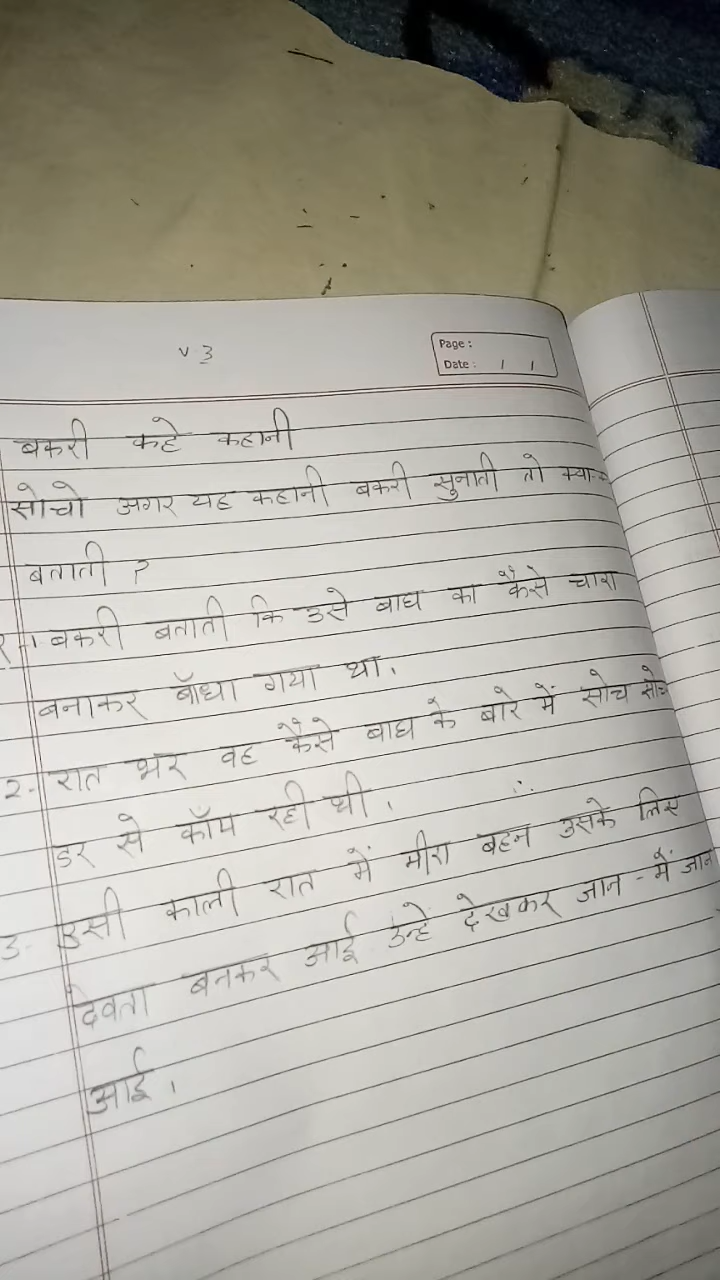 v 3
Page :
Date : / /
बकरी कहे कहानी
सोचो अगर यह कहानी बकरी सुनाती तो क्या-
बताती ?
1. बकरी बताती कि उसे बाघ का कैसे चारा
बनाकर बाँधा गया था.
2. रात भर वह कैसे बाघ के बारे में सोच सोच
डर से काँप रही थी.
3. उसी काली रात में मीरा बहन उसके लिए
देवता बनकर आई उन्हें देखकर जान - में जान
आई.